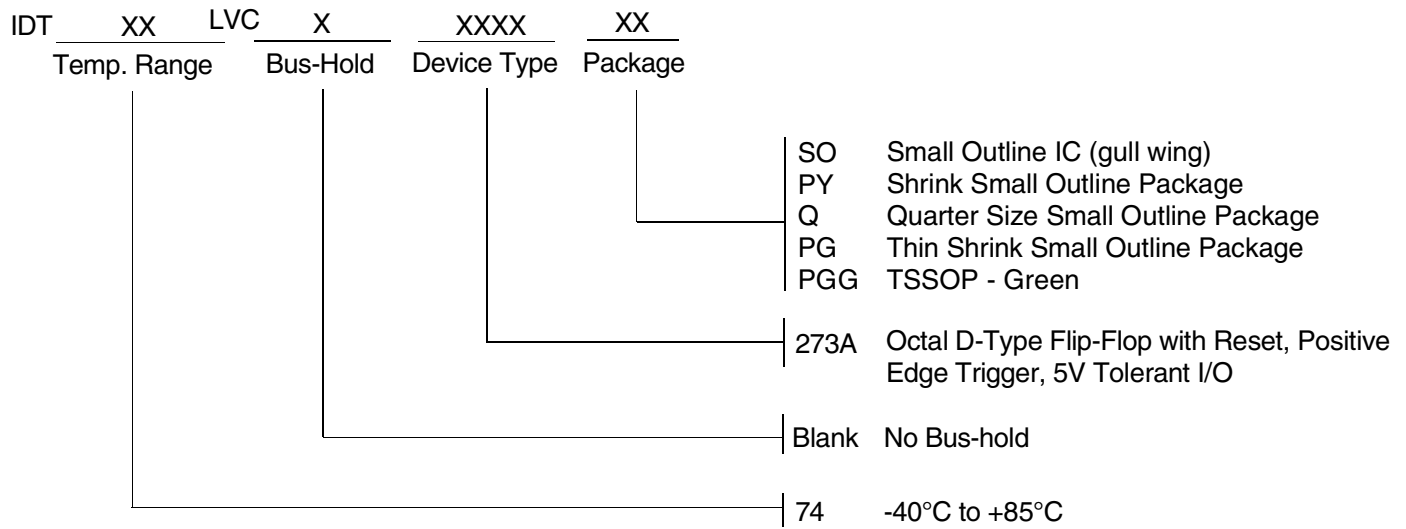 IDT XX LVC X XXXX XX
Temp. Range Bus-Hold Device Type Package
SO Small Outline IC (gull wing)
PY Shrink Small Outline Package
Q Quarter Size Small Outline Package
PG Thin Shrink Small Outline Package
PGG TSSOP - Green
273A Octal D-Type Flip-Flop with Reset, Positive
Edge Trigger, 5V Tolerant I/O
Blank No Bus-hold
74 -40°C to +85°C